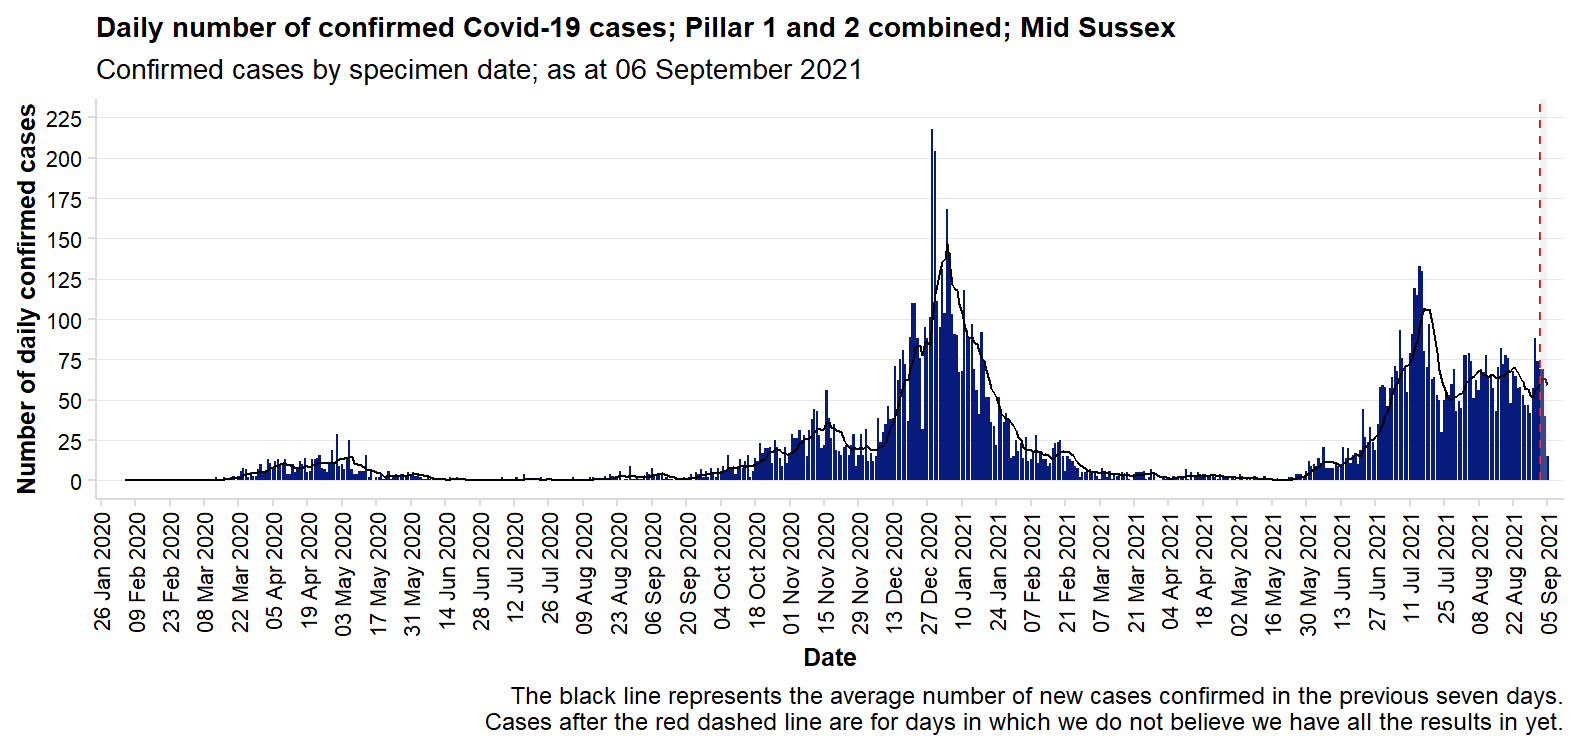 Daily number of confirmed Covid-19 cases; Pillar 1 and 2 combined; Mid Sussex
Confirmed cases by specimen date; as at 06 September 2021
Number of daily confirmed cases
225
200
175
150
125
100
75
50
25
0
26 Jan 2020
09 Feb 2020
23 Feb 2020
08 Mar 2020
22 Mar 2020
05 Apr 2020
19 Apr 2020
03 May 2020
17 May 2020
31 May 2020
14 Jun 2020
28 Jun 2020
12 Jul 2020
26 Jul 2020
09 Aug 2020
23 Aug 2020
06 Sep 2020
20 Sep 2020
04 Oct 2020
18 Oct 2020
01 Nov 2020
15 Nov 2020
29 Nov 2020
13 Dec 2020
27 Dec 2020
10 Jan 2021
24 Jan 2021
07 Feb 2021
21 Feb 2021
07 Mar 2021
21 Mar 2021
04 Apr 2021
18 Apr 2021
02 May 2021
16 May 2021
30 May 2021
13 Jun 2021
27 Jun 2021
11 Jul 2021
25 Jul 2021
08 Aug 2021
22 Aug 2021
05 Sep 2021
Date
The black line represents the average number of new cases confirmed in the previous seven days.
Cases after the red dashed line are for days in which we do not believe we have all the results in yet.